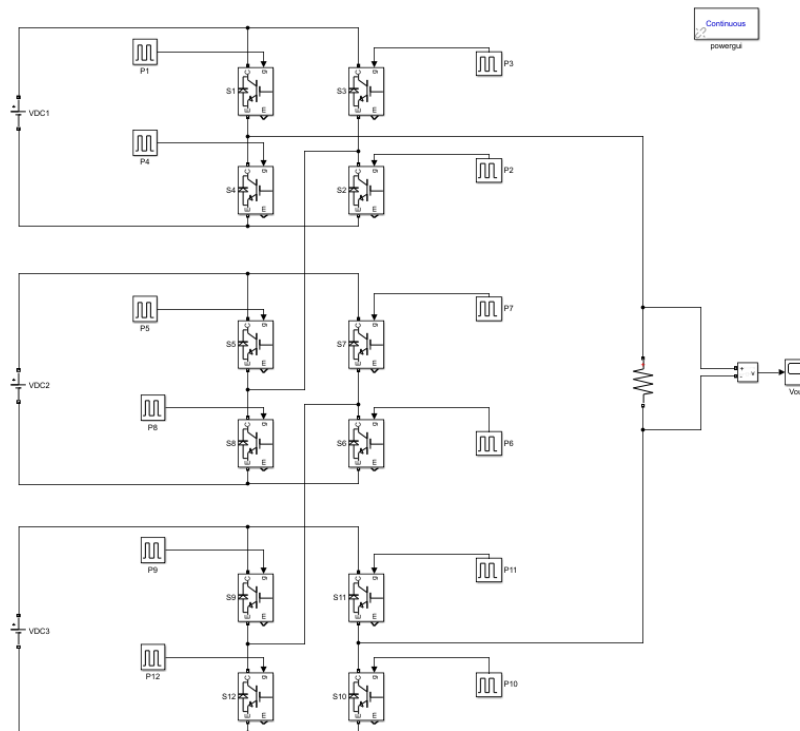 Continuous
powergui
P1
S1
S3
P3
VDC1
P4
S4
S2
P2
P5
S5
S7
P7
VDC2
P8
S8
S6
P6
P9
S9
S11
P11
VDC3
P12
S12
S10
P10
C
g
E
+
-
v